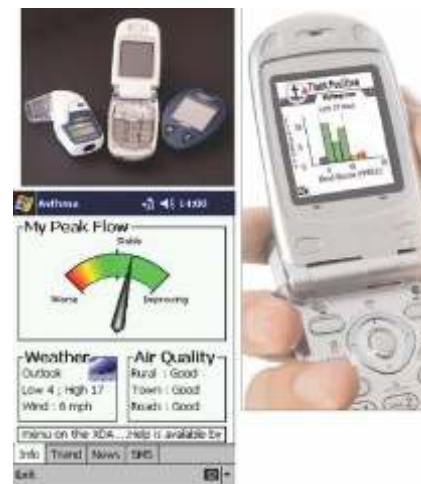 Asthma 14:00
My Peak Flow
Stable
Worse Improving
Weather
Outlook
Low 4 ; High 17
Wind : 6 mph
Air Quality
Rural : Good
Town : Good
Roads : Good
menu on the XDA ...Help is available by
Info Trend News SMS
Exit
Think Positive